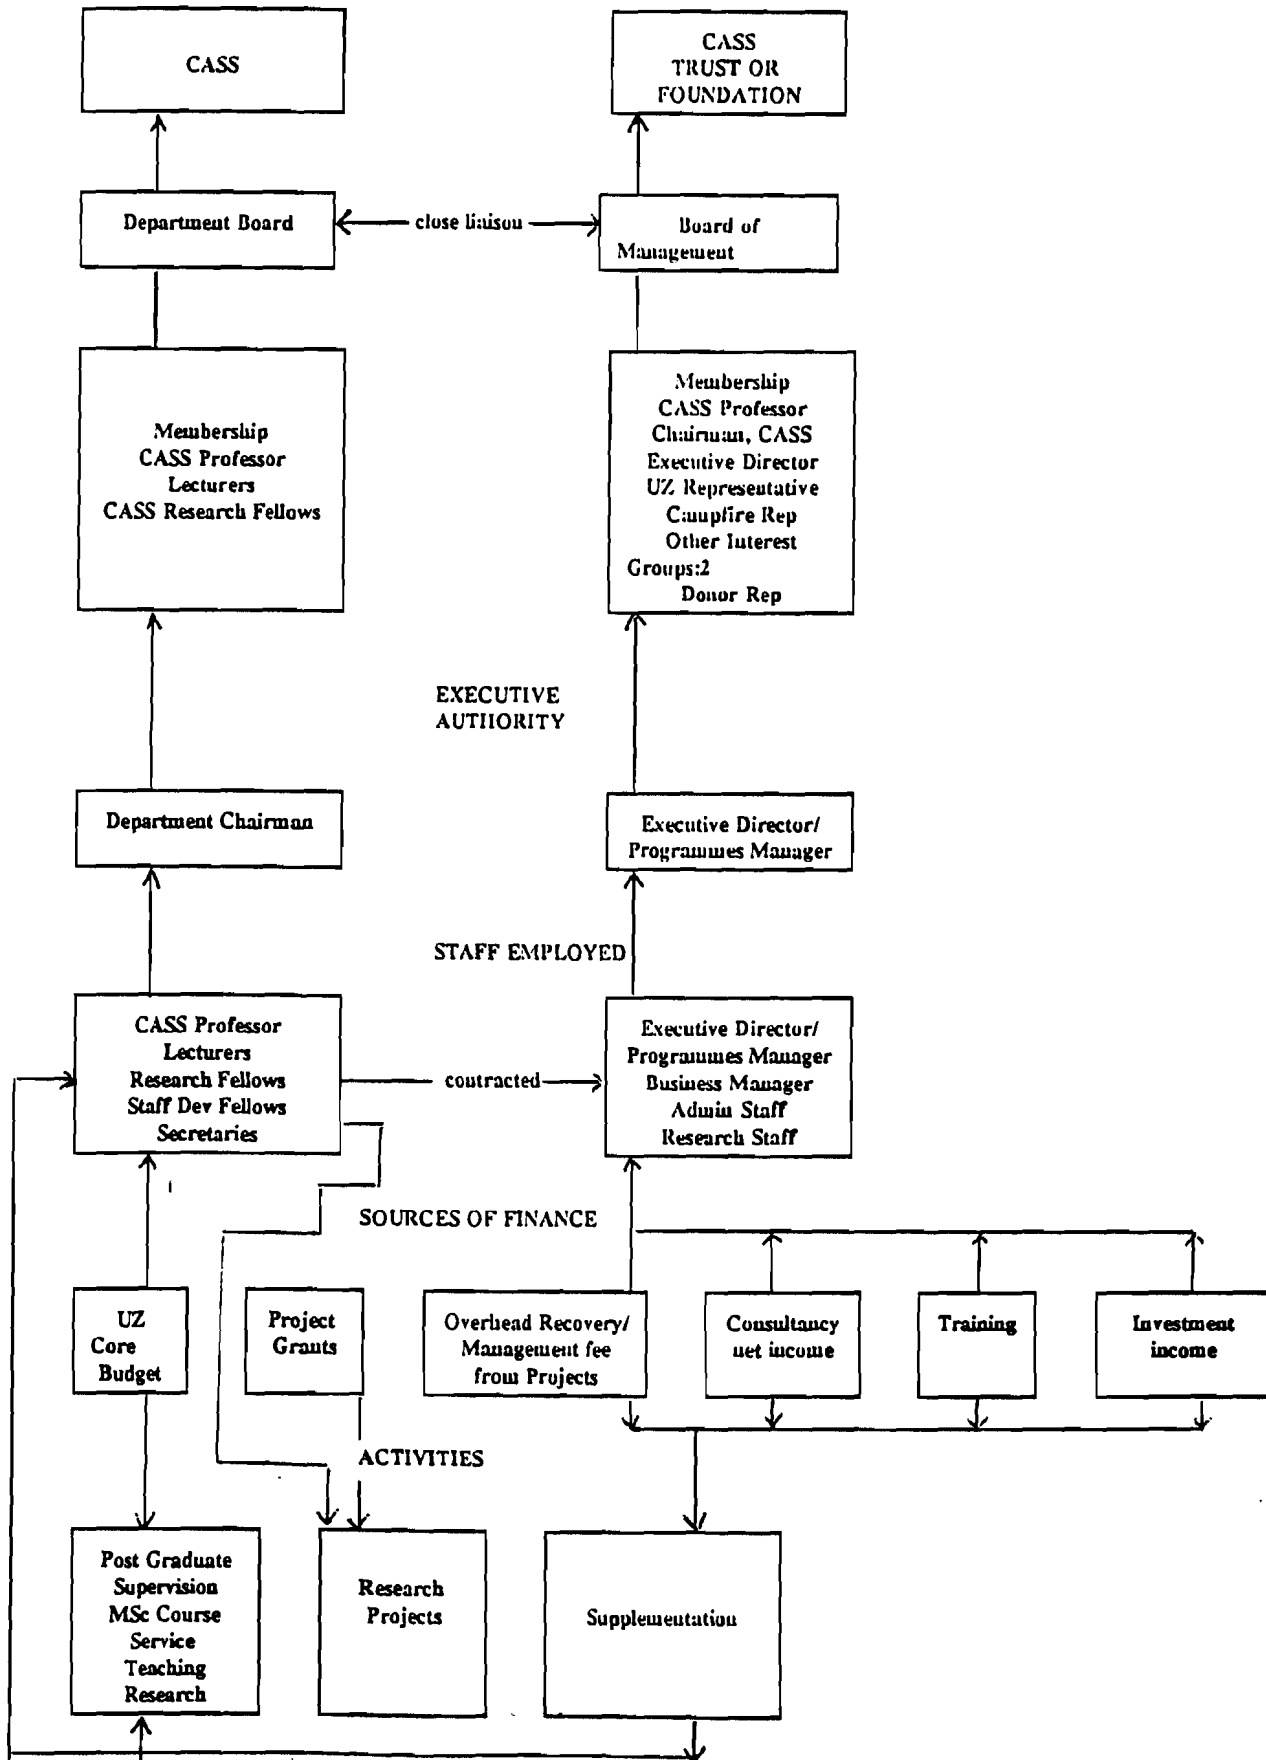 CASS
CASS
TRUST OR
FOUNDATION
Department Board
close liaison
Board of
Management
Membership
CASS Professor
Lecturers
CASS Research Fellows
Membership
CASS Professor
Chairman, CASS
Executive Director
UZ Representative
Campfire Rep
Other Interest
Groups:2
Donor Rep
EXECUTIVE
AUTHORITY
Department Chairman
Executive Director/
Programmes Manager
STAFF EMPLOYED
CASS Professor
Lecturers
Research Fellows
Staff Dev Fellows
Secretaries
contracted
Executive Director/
Programmes Manager
Business Manager
Admin Staff
Research Staff
SOURCES OF FINANCE
UZ
Core
Budget
Project
Grants
Overhead Recovery/
Management fee
from Projects
Consultancy
net income
Training
Investment
income
ACTIVITIES
Post Graduate
Supervision
MSc Course
Service
Teaching
Research
Research
Projects
Supplementation